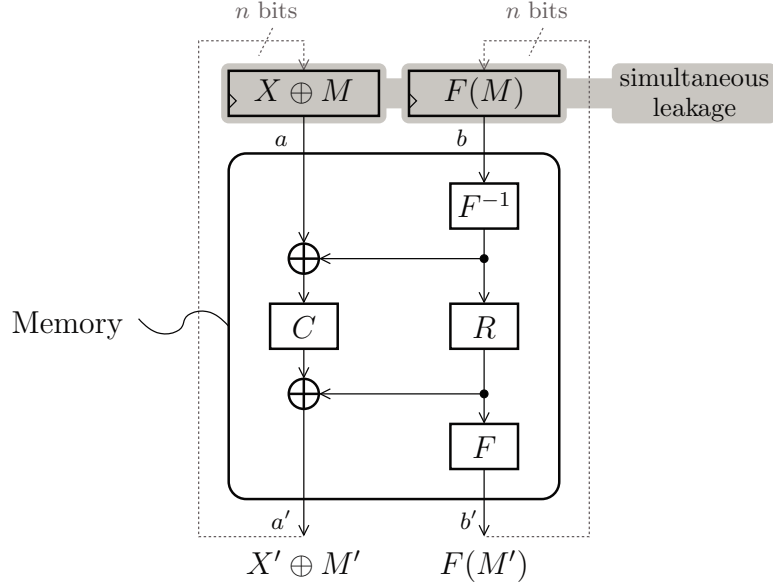 n bits
n bits
X ⊕ M
F(M)
simultaneous
leakage
a
b
F⁻¹
Memory
C
R
F
a′
b′
X′ ⊕ M′
F(M′)